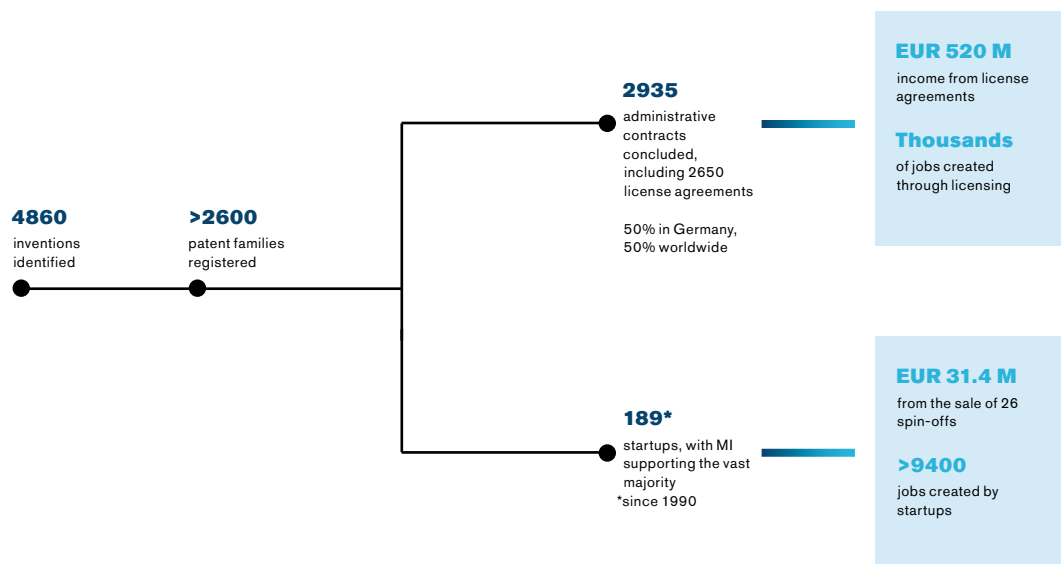 4860
inventions
identified
>2600
patent families
registered
2935
administrative
contracts
concluded,
including 2650
license agreements
50% in Germany,
50% worldwide
EUR 520 M
income from license
agreements
Thousands
of jobs created
through licensing
189*
startups, with MI
supporting the vast
majority
*since 1990
EUR 31.4 M
from the sale of 26
spin-offs
>9400
jobs created by
startups